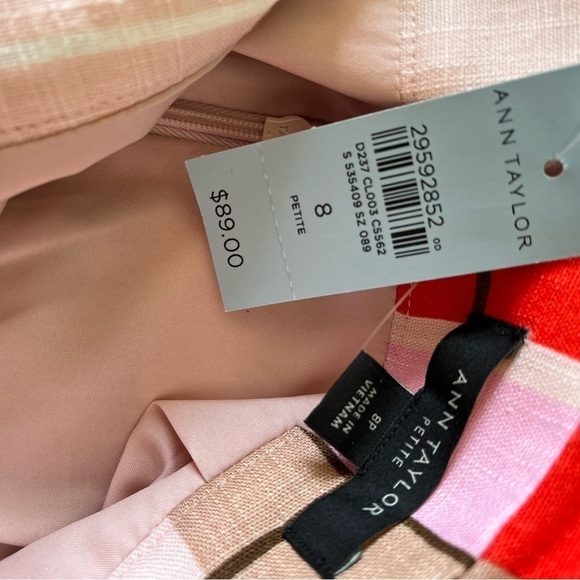 ANN TAYLOR
29592852 OD
D237 CL003 C5562
S 535409 SZ 089
8
PETITE
$89.00
ANN TAYLOR
PETITE
8P
MADE IN
VIETNAM